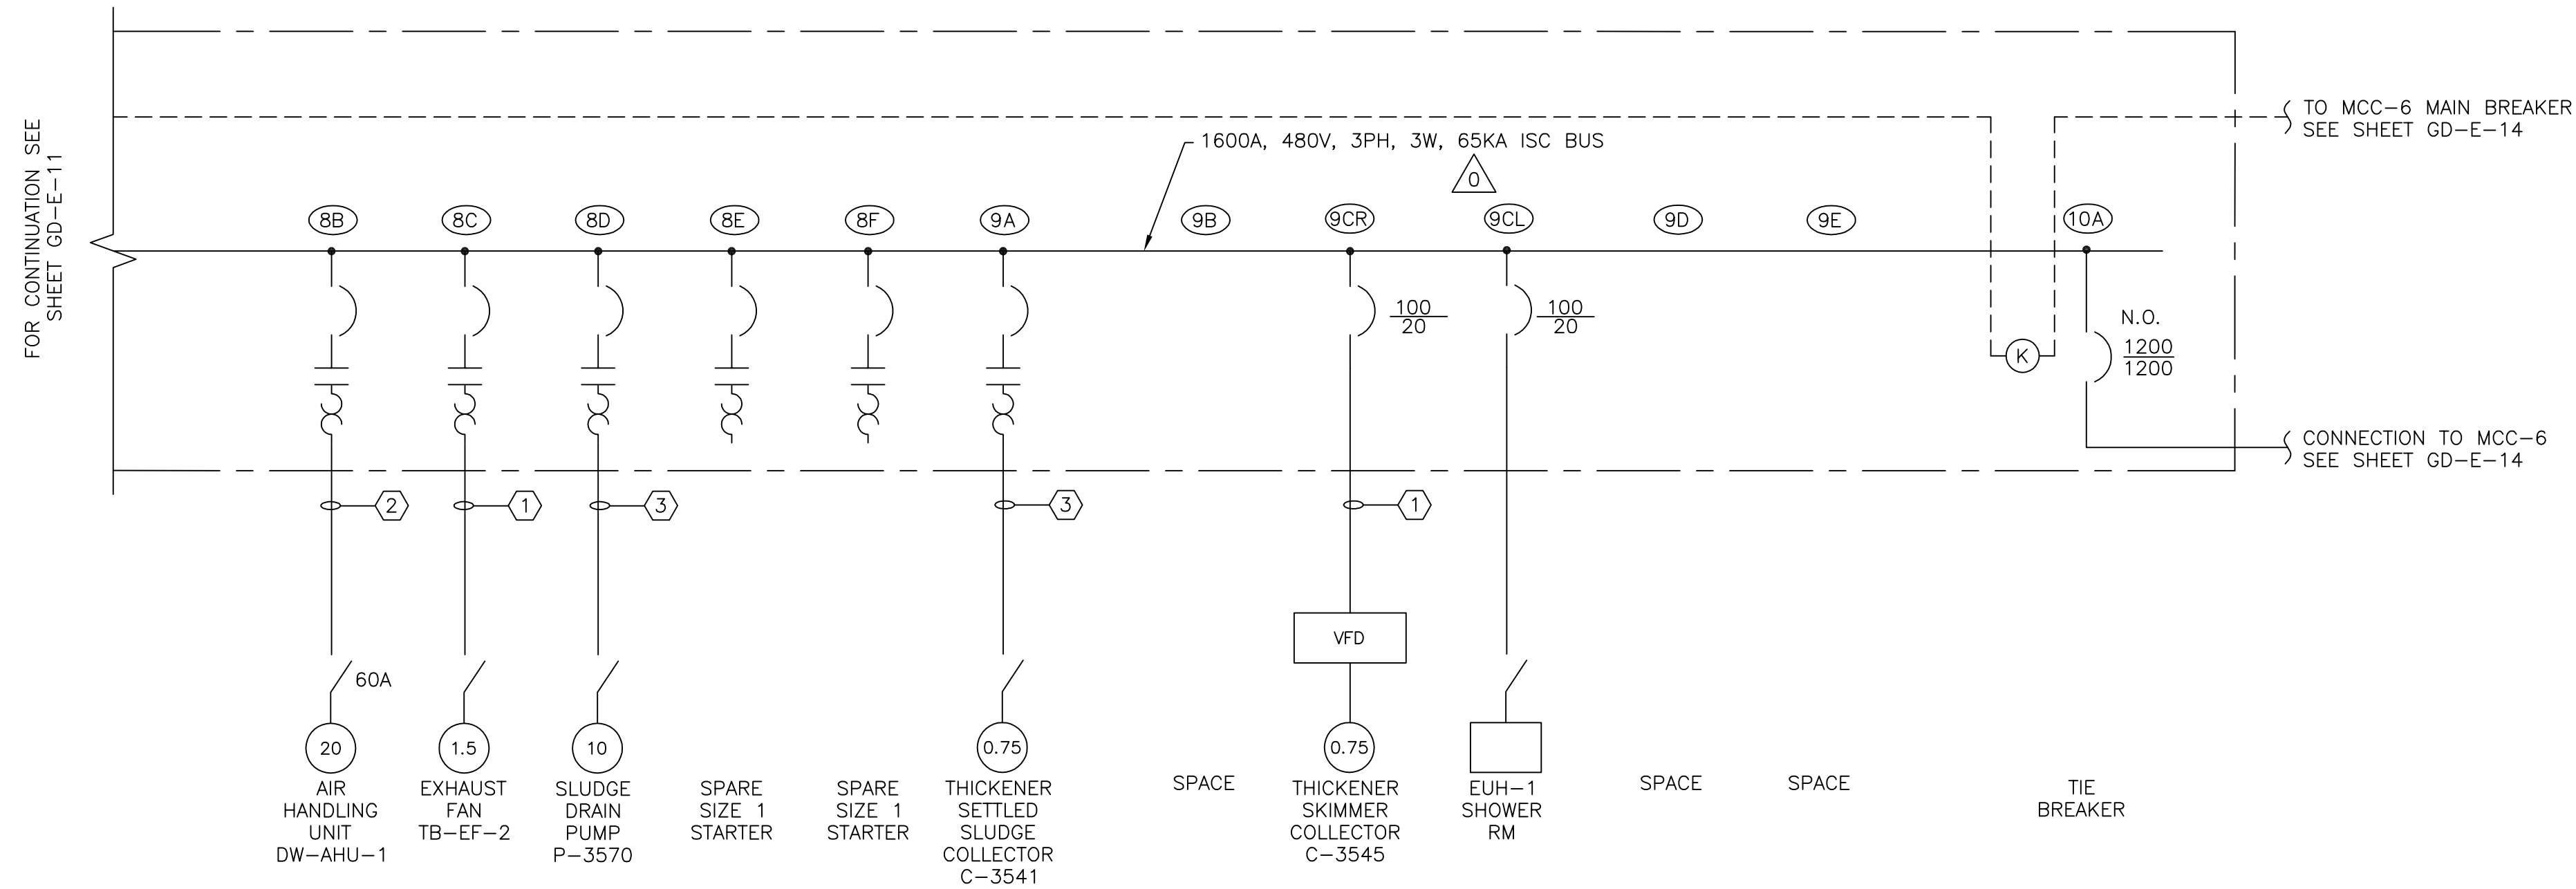 FOR CONTINUATION SEE
SHEET GD-E-11
TO MCC-6 MAIN BREAKER
SEE SHEET GD-E-14
1600A, 480V, 3PH, 3W, 65KA ISC BUS
0
8B
8C
8D
8E
8F
9A
9B
9CR
9CL
9D
9E
10A
100
20
100
20
N.O.
1200
1200
K
CONNECTION TO MCC-6
SEE SHEET GD-E-14
2
1
3
3
1
VFD
60A
20
1.5
10
0.75
0.75
AIR
HANDLING
UNIT
DW-AHU-1
EXHAUST
FAN
TB-EF-2
SLUDGE
DRAIN
PUMP
P-3570
SPARE
SIZE 1
STARTER
SPARE
SIZE 1
STARTER
THICKENER
SETTLED
SLUDGE
COLLECTOR
C-3541
SPACE
THICKENER
SKIMMER
COLLECTOR
C-3545
EUH-1
SHOWER
RM
SPACE
SPACE
TIE
BREAKER